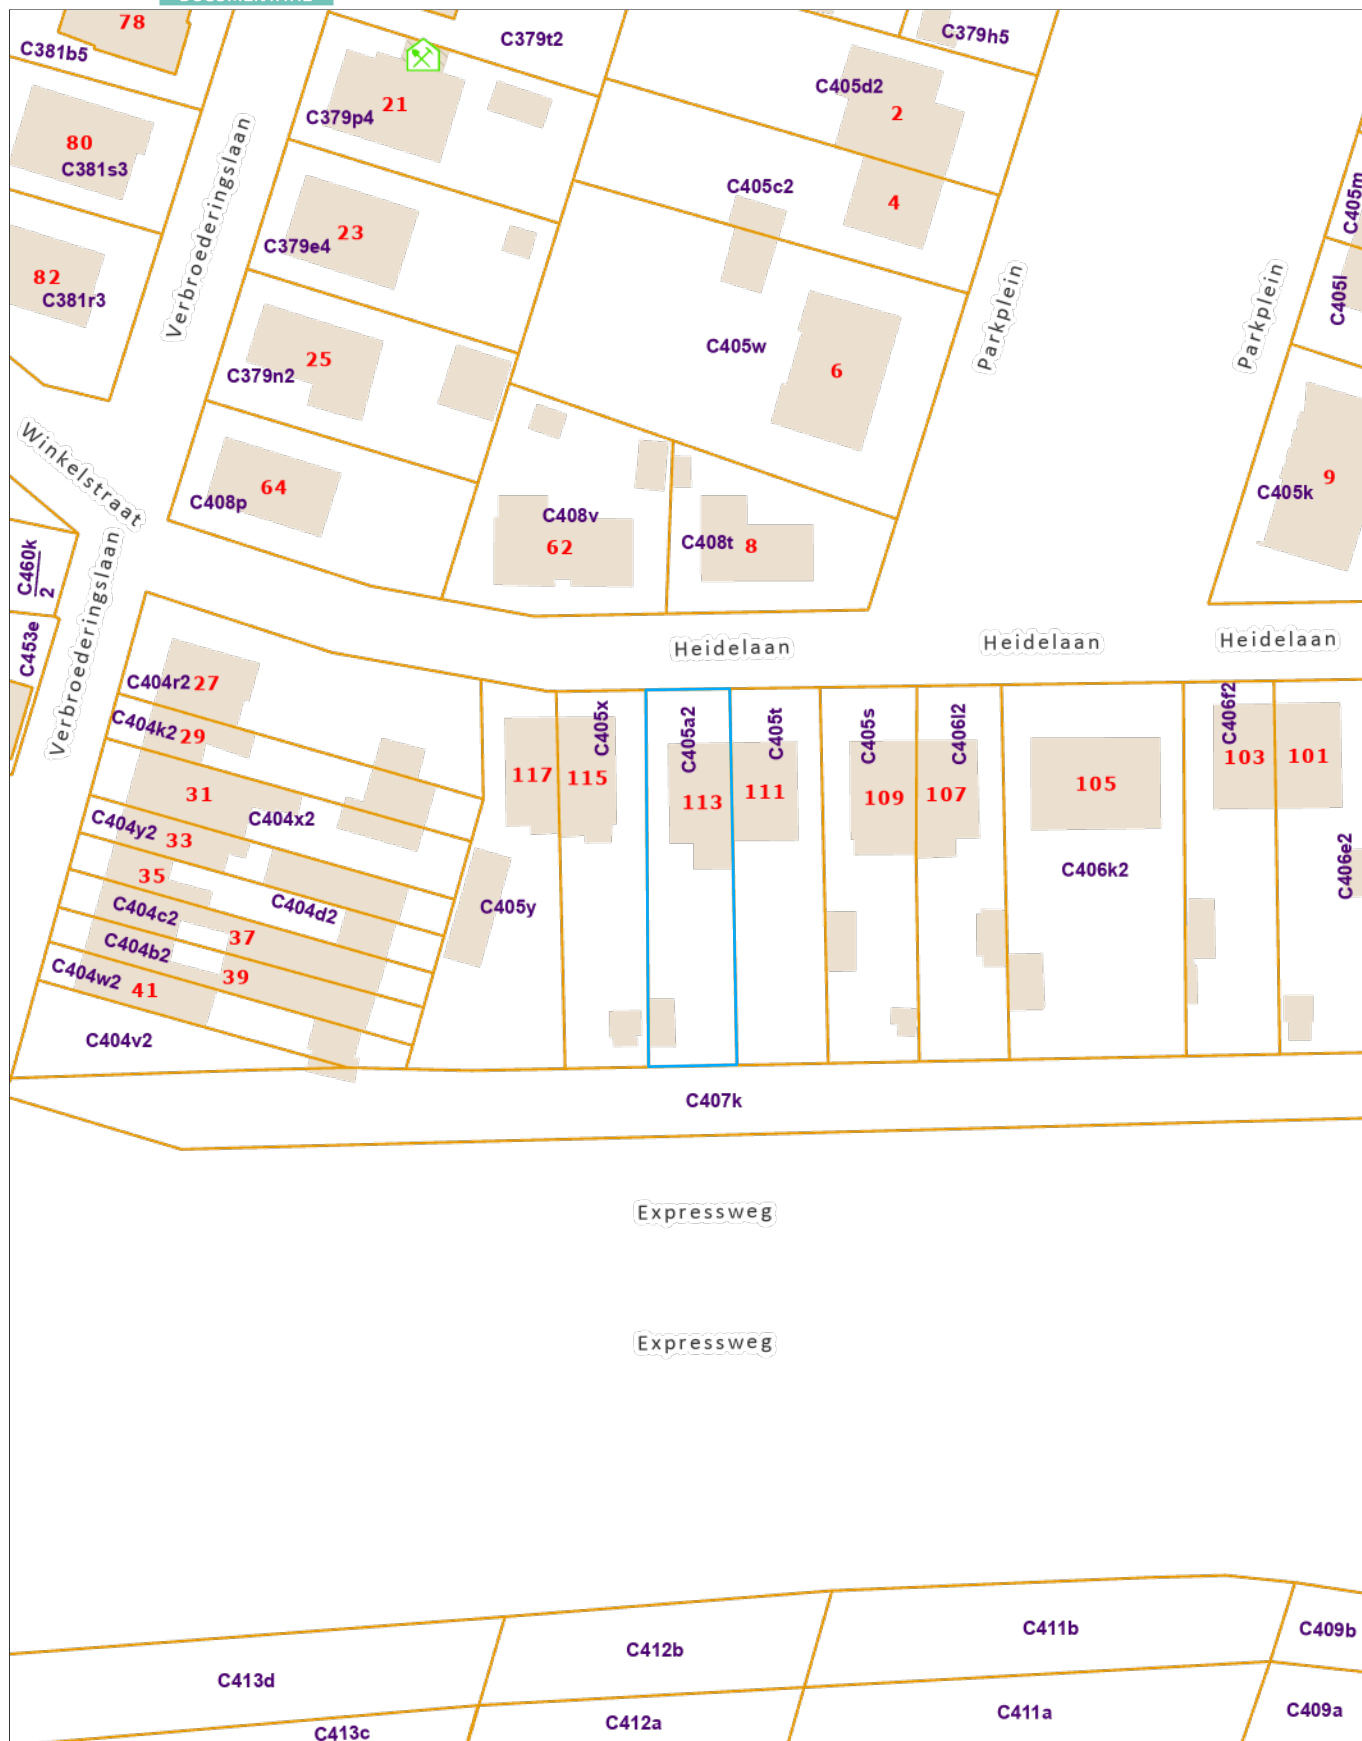 78
C379t2
C379h5
C381b5
C405d2
21
C379p4
2
80
C381s3
Verbroederingslaan
C405c2
4
C405m
23
C379e4
82
C381r3
C405l
Parkplein
Parkplein
C405w
25
C379n2
6
Winkelstraat
64
C408p
C408v
62
C408t
8
9
C405k
C460k
2
Verbroederingslaan
C453e
Heidelaan
Heidelaan
Heidelaan
C404r2
27
C404k2
29
C405x
C405a2
C405t
C405s
C406l2
C406f2
117
115
113
111
109
107
105
103
101
31
C404x2
C404y2
33
35
C404d2
C404c2
37
C404b2
39
C404w2
41
C404v2
C405y
C406k2
C406e2
C407k
Expressweg
Expressweg
C413d
C412b
C411b
C409b
C413c
C412a
C411a
C409a